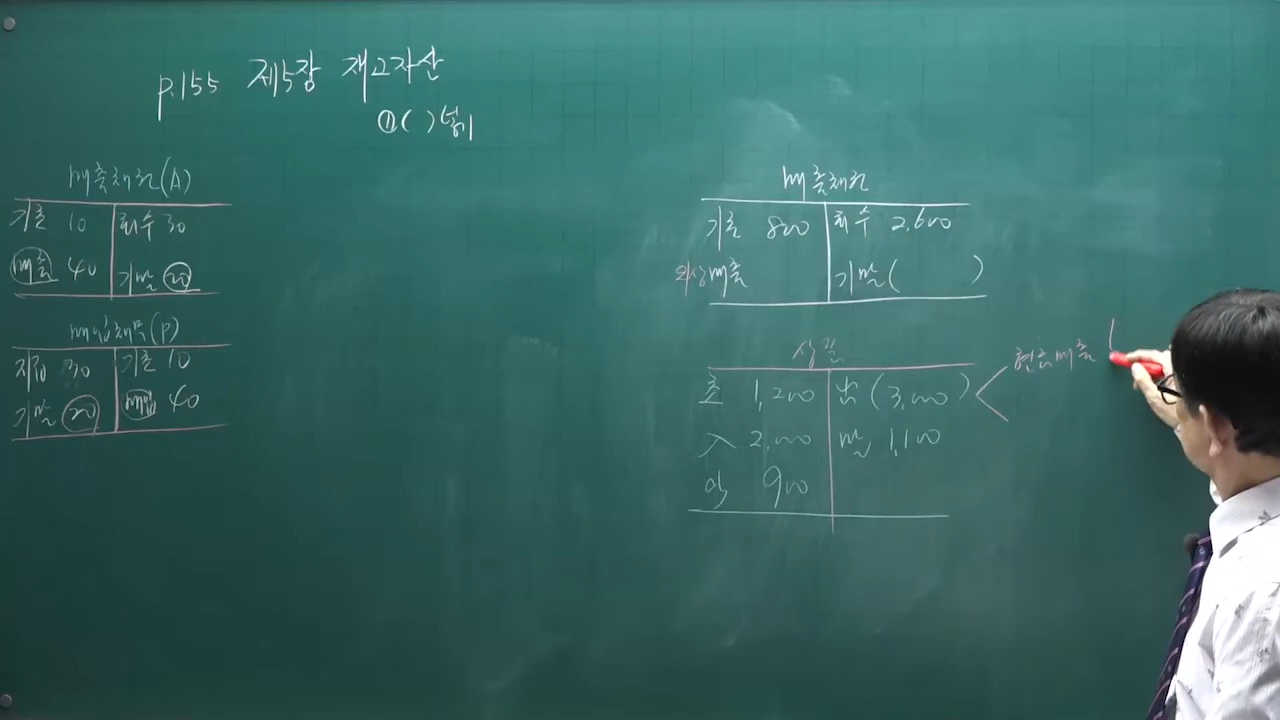 p.155 제5장 재고자산
⑪( ) 넣기
매출채권(A)
기초 10 회수 30
매출 40 기말 20
매입채무(P)
지급 30 기초 10
기말 20 매입 40
매출채권
기초 800 회수 2,600
외상매출 기말( )
상품
초 1,200 出 (3,000)
入 2,000 말 1,100
이 900
현금매출 1